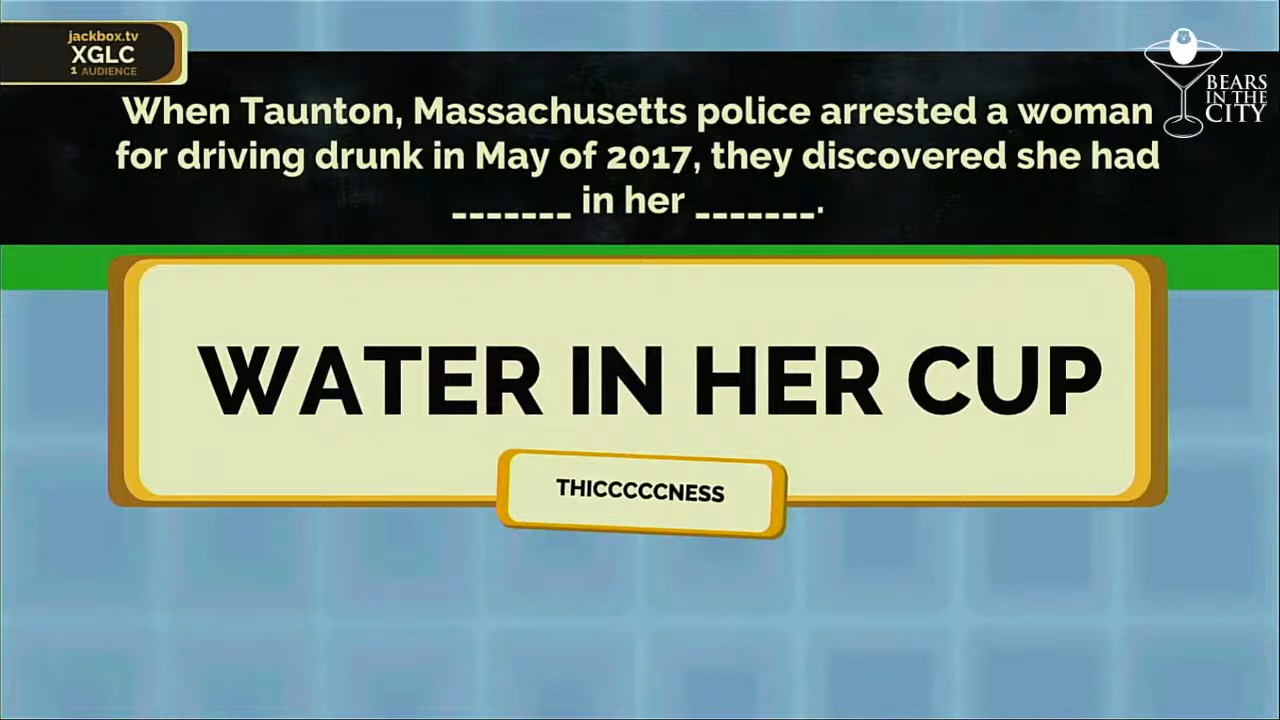 jackbox.tv
XGLC
1 AUDIENCE
BEARS
IN THE
CITY
When Taunton, Massachusetts police arrested a woman
for driving drunk in May of 2017, they discovered she had
_______ in her _______.
WATER IN HER CUP
THICCCCCNESS